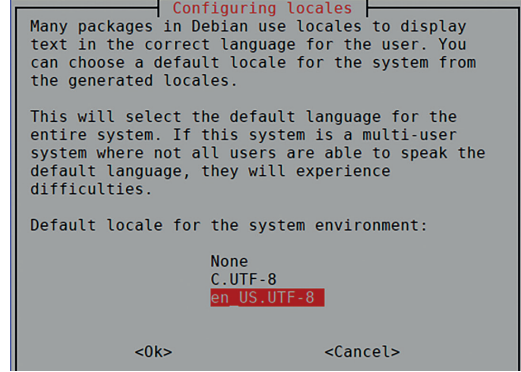 Configuring locales
Many packages in Debian use locales to display
text in the correct language for the user. You
can choose a default locale for the system from
the generated locales.
This will select the default language for the
entire system. If this system is a multi-user
system where not all users are able to speak the
default language, they will experience
difficulties.
Default locale for the system environment:
None
C.UTF-8
en_US.UTF-8
<Ok> <Cancel>